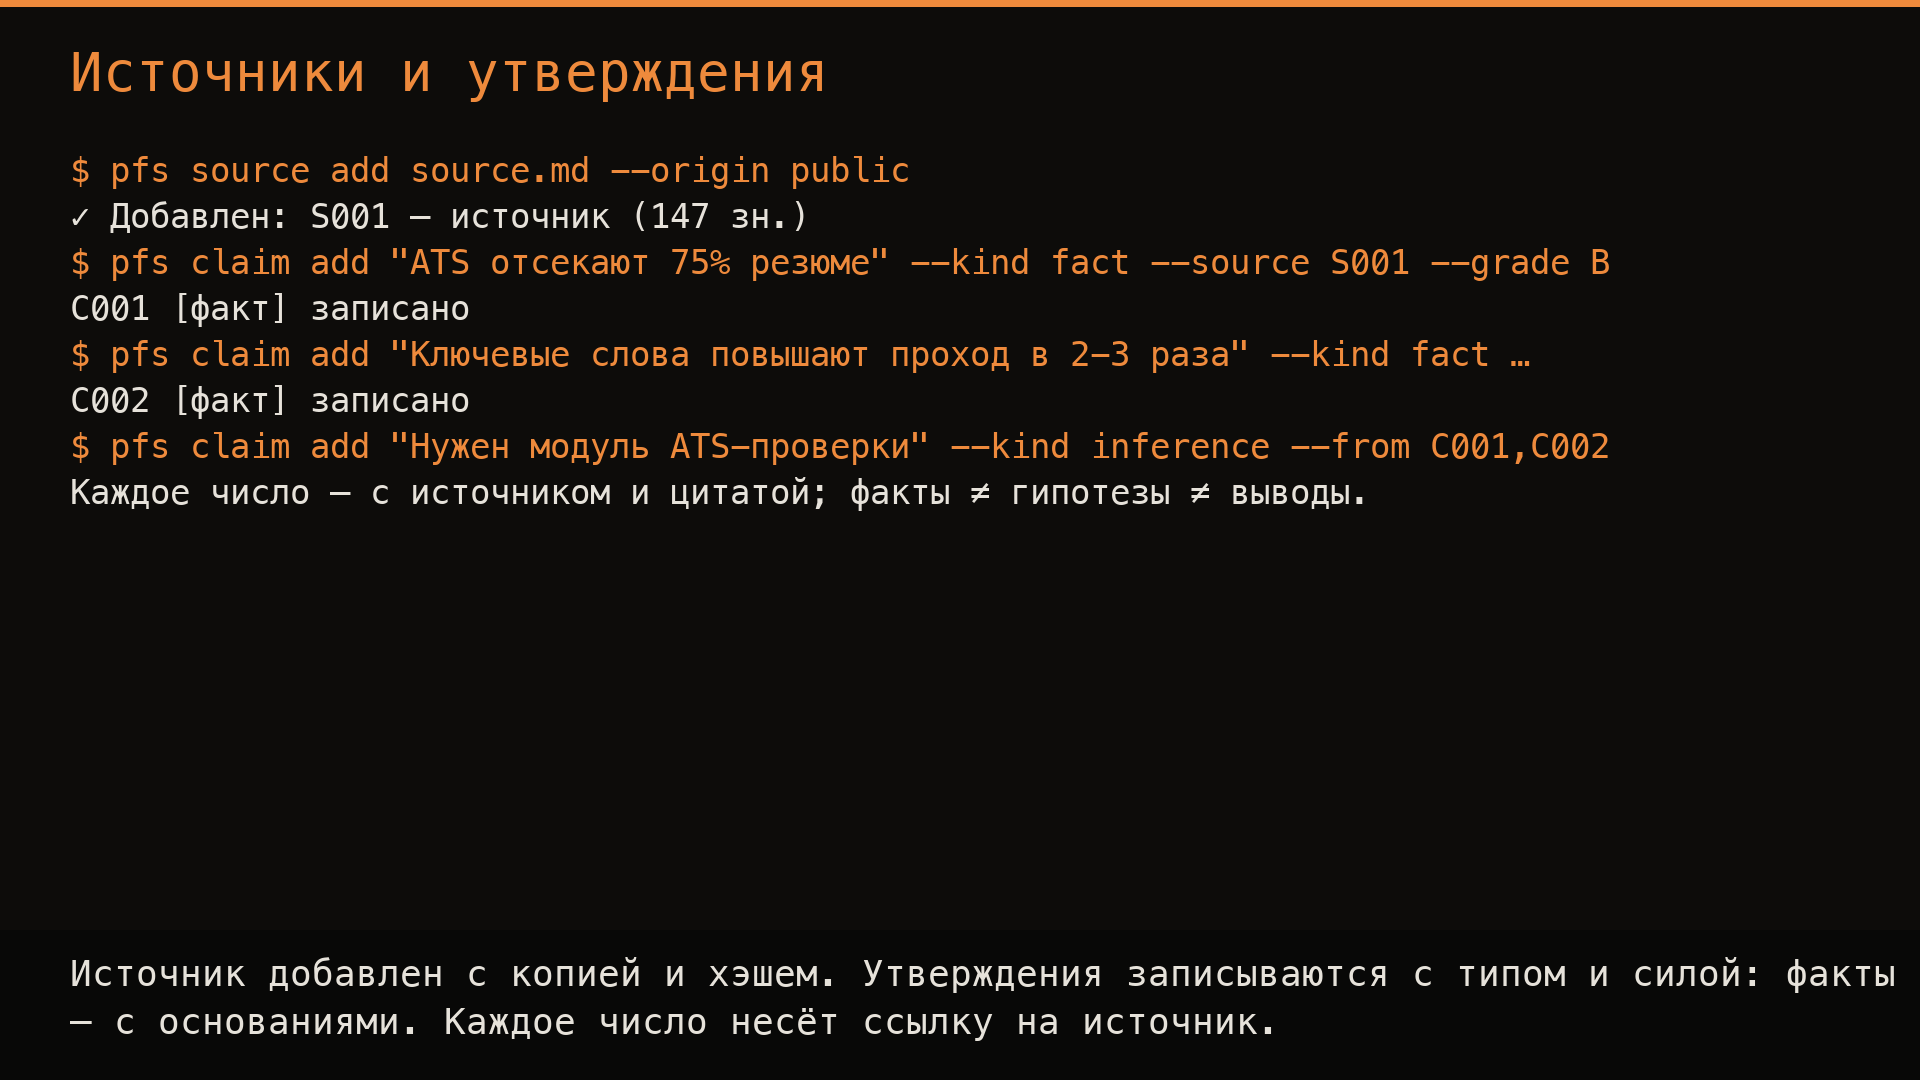 Источники и утверждения
$ pfs source add source.md --origin public
✓ Добавлен: S001 — источник (147 зн.)
$ pfs claim add "ATS отсекают 75% резюме" --kind fact --source S001 --grade B
C001 [факт] записано
$ pfs claim add "Ключевые слова повышают проход в 2–3 раза" --kind fact …
C002 [факт] записано
$ pfs claim add "Нужен модуль ATS-проверки" --kind inference --from C001,C002
Каждое число — с источником и цитатой; факты ≠ гипотезы ≠ выводы.
Источник добавлен с копией и хэшем. Утверждения записываются с типом и силой: факты
— с основаниями. Каждое число несёт ссылку на источник.